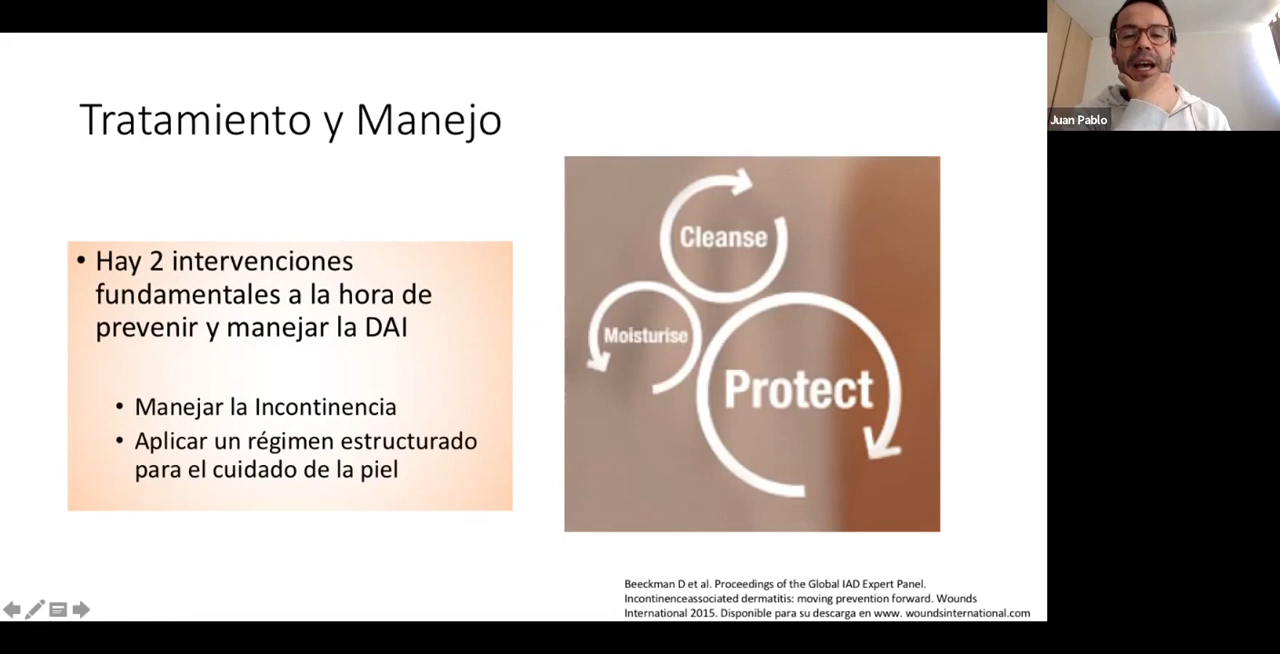 Tratamiento y Manejo
• Hay 2 intervenciones
fundamentales a la hora de
prevenir y manejar la DAI
• Manejar la Incontinencia
• Aplicar un régimen estructurado
para el cuidado de la piel
Cleanse
Moisturise
Protect
Beeckman D et al. Proceedings of the Global IAD Expert Panel.
Incontinenceassociated dermatitis: moving prevention forward. Wounds
International 2015. Disponible para su descarga en www. woundsinternational.com
Juan Pablo